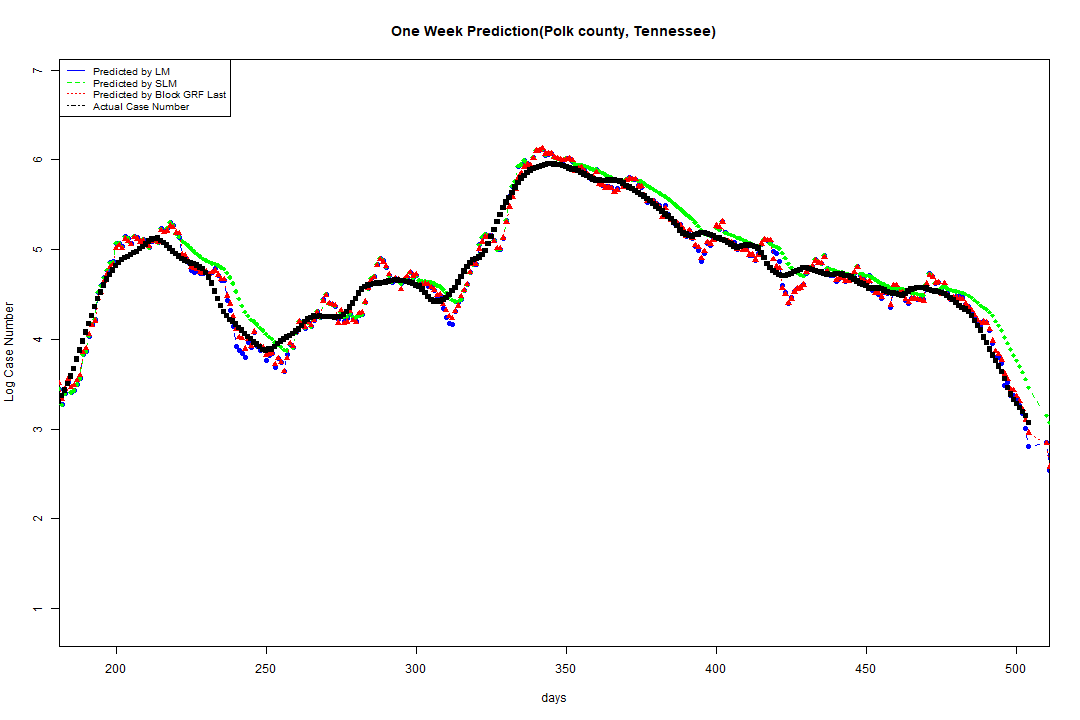 One Week Prediction(Polk county, Tennessee)
Predicted by LM
Predicted by SLM
Predicted by Block GRF Last
Actual Case Number
7
6
5
4
3
2
1
Log Case Number
200 250 300 350 400 450 500
days